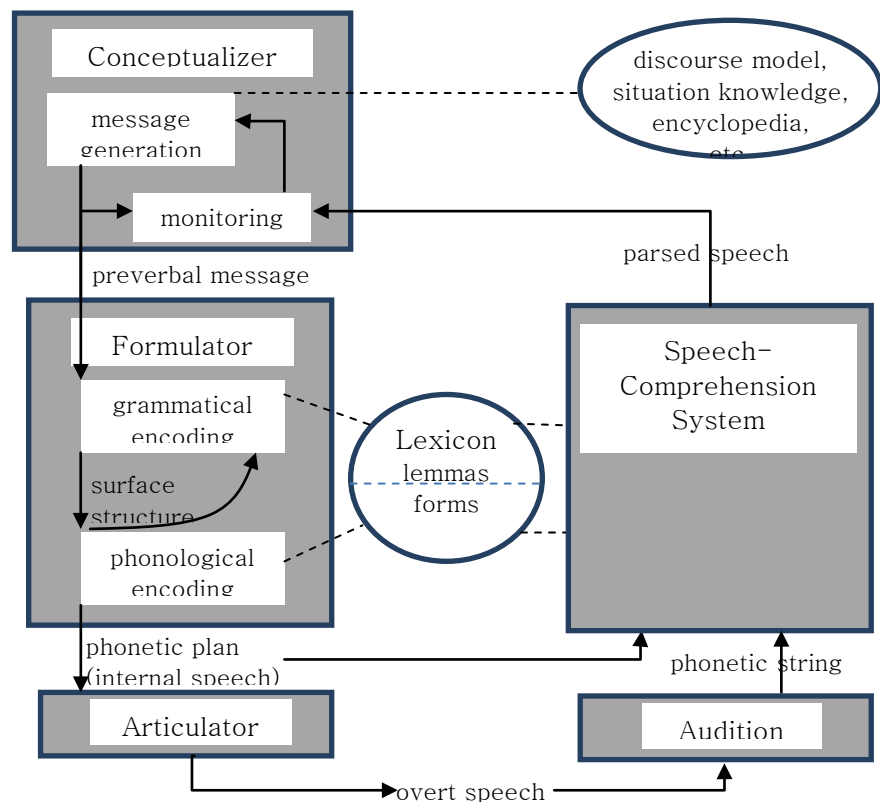 Conceptualizer
message
generation
monitoring
discourse model,
situation knowledge,
encyclopedia,
etc
parsed speech
preverbal message
Formulator
grammatical
encoding
surface
structure
phonological
encoding
Lexicon
lemmas
forms
Speech-
Comprehension
System
phonetic plan
(internal speech)
phonetic string
Articulator
Audition
overt speech